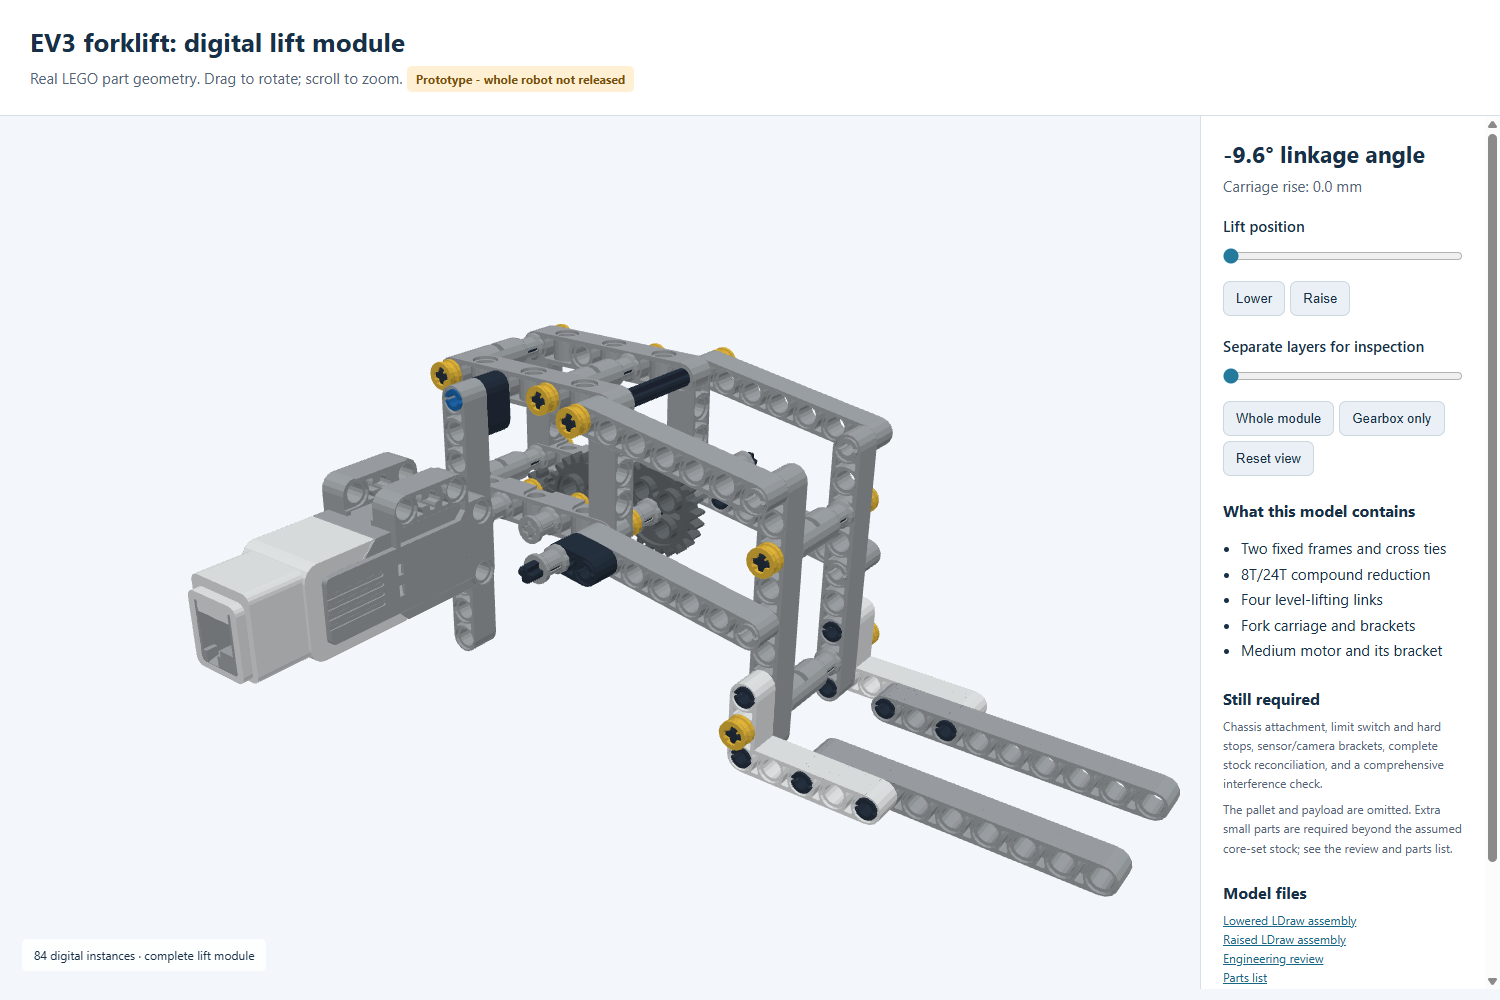 EV3 forklift: digital lift module
Real LEGO part geometry. Drag to rotate; scroll to zoom. Prototype - whole robot not released
-9.6° linkage angle
Carriage rise: 0.0 mm
Lift position
Lower Raise
Separate layers for inspection
Whole module Gearbox only
Reset view
What this model contains
• Two fixed frames and cross ties
• 8T/24T compound reduction
• Four level-lifting links
• Fork carriage and brackets
• Medium motor and its bracket
Still required
Chassis attachment, limit switch and hard
stops, sensor/camera brackets, complete
stock reconciliation, and a comprehensive
interference check.
The pallet and payload are omitted. Extra
small parts are required beyond the assumed
core-set stock; see the review and parts list.
Model files
Lowered LDraw assembly
Raised LDraw assembly
Engineering review
Parts list
84 digital instances · complete lift module